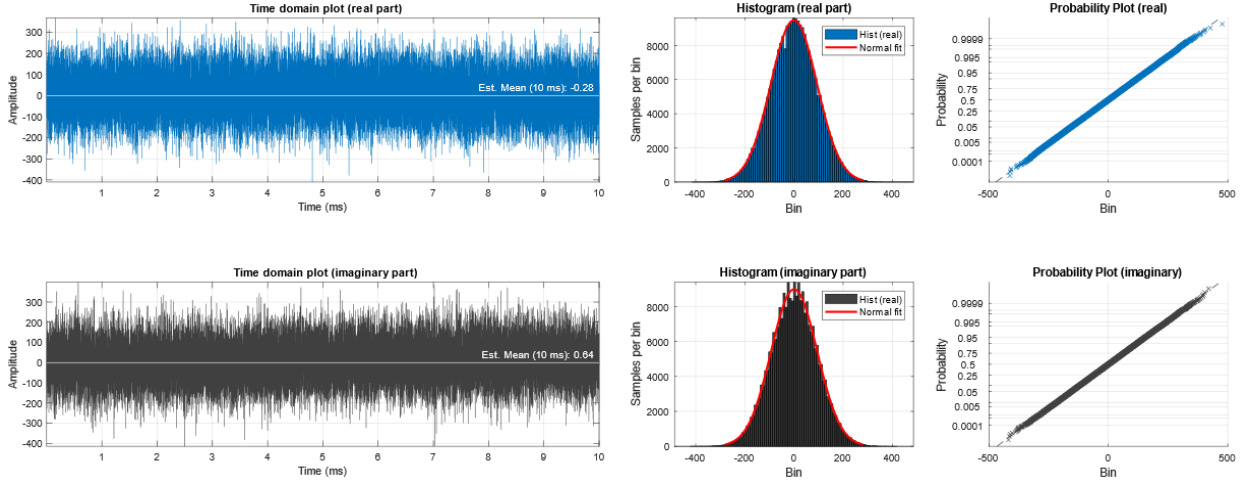 Time domain plot (real part)
300
200
100
0
-100
-200
-300
-400
Amplitude
Est. Mean (10 ms): -0.28
1 2 3 4 5 6 7 8 9 10
Time (ms)
Histogram (real part)
8000
6000
4000
2000
0
Samples per bin
Hist (real)
Normal fit
-400 -200 0 200 400
Bin
Probability Plot (real)
0.9999
0.995
0.95
0.75
0.5
0.25
0.05
0.005
0.0001
Probability
-500 0 500
Bin
Time domain plot (imaginary part)
300
200
100
0
-100
-200
-300
-400
Amplitude
Est. Mean (10 ms): 0.64
1 2 3 4 5 6 7 8 9 10
Time (ms)
Histogram (imaginary part)
8000
6000
4000
2000
0
Samples per bin
Hist (real)
Normal fit
-400 -200 0 200 400
Bin
Probability Plot (imaginary)
0.9999
0.995
0.95
0.75
0.5
0.25
0.05
0.005
0.0001
Probability
-500 0 500
Bin